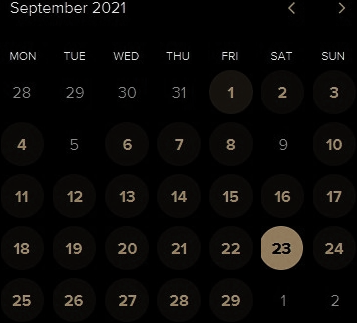 September 2021
MON TUE WED THU FRI SAT SUN
28 29 30 31 1 2 3
4 5 6 7 8 9 10
11 12 13 14 15 16 17
18 19 20 21 22 23 24
25 26 27 28 29 1 2